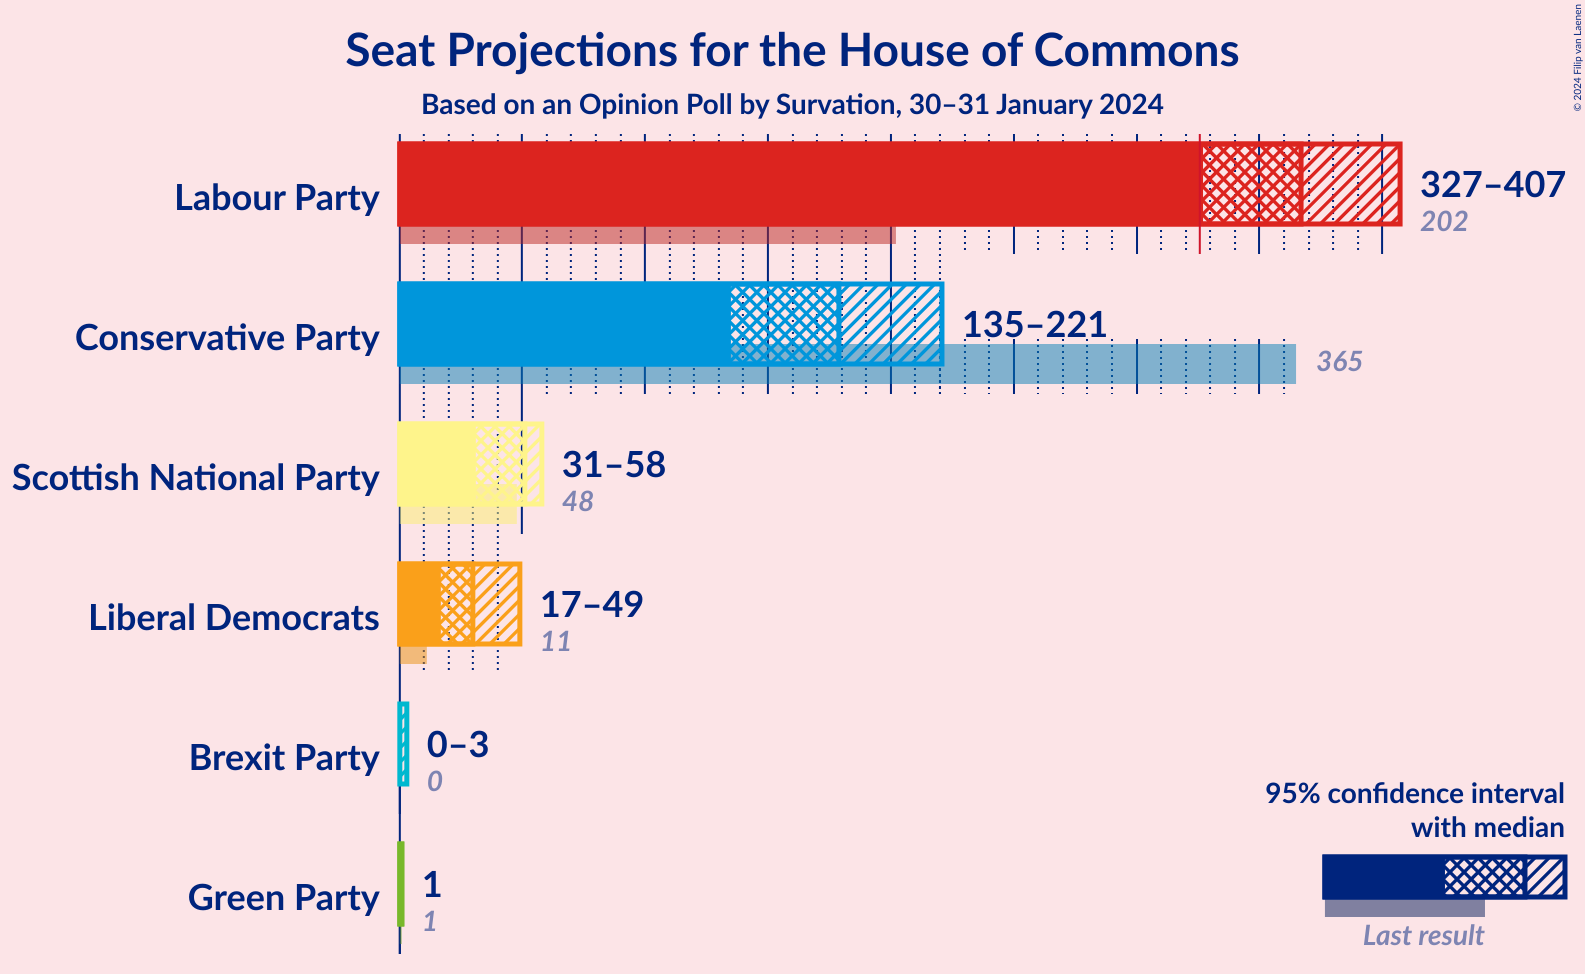 Seat Projections for the House of Commons
Based on an Opinion Poll by Survation, 30–31 January 2024
© 2024 Filip van Laenen
Labour Party
327–407
202
Conservative Party
135–221
365
Scottish National Party
31–58
48
Liberal Democrats
17–49
11
Brexit Party
0–3
0
Green Party
1
1
95% confidence interval
with median
Last result